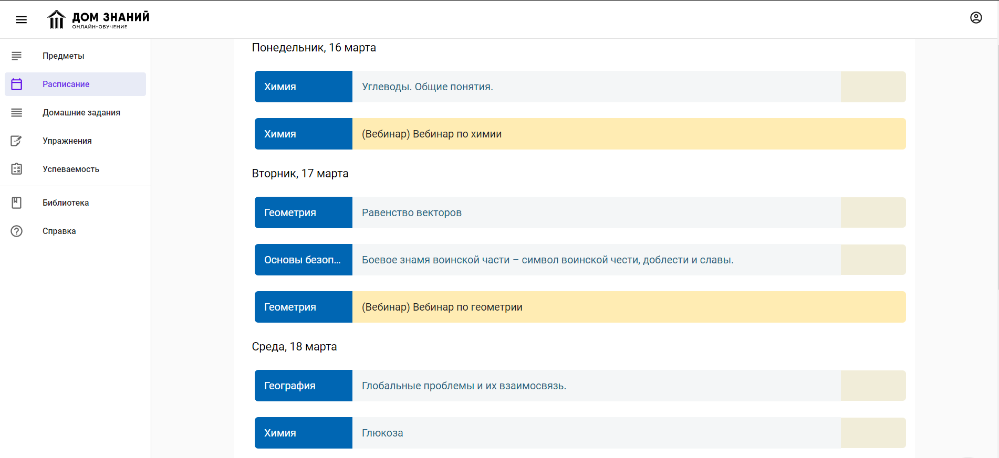 ДОМ ЗНАНИЙ
ОНЛАЙН-ОБУЧЕНИЕ
Предметы
Расписание
Домашние задания
Упражнения
Успеваемость
Библиотека
Справка
Понедельник, 16 марта
Химия Углеводы. Общие понятия.
Химия (Вебинар) Вебинар по химии
Вторник, 17 марта
Геометрия Равенство векторов
Основы безоп... Боевое знамя воинской части – символ воинской чести, доблести и славы.
Геометрия (Вебинар) Вебинар по геометрии
Среда, 18 марта
География Глобальные проблемы и их взаимосвязь.
Химия Глюкоза